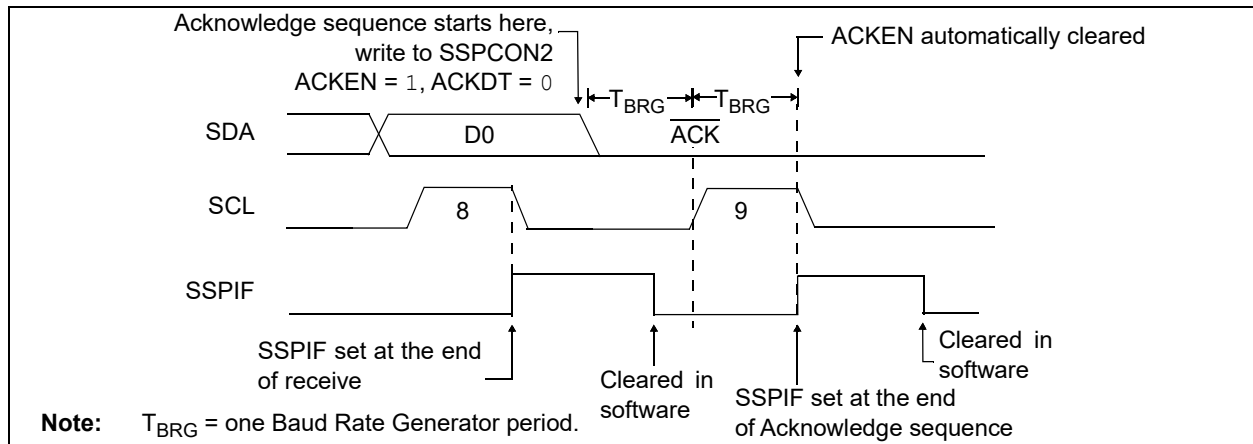 Acknowledge sequence starts here,
write to SSPCON2
ACKEN = 1, ACKDT = 0
ACKEN automatically cleared
TBRG
TBRG
SDA
D0
ACK
SCL
8
9
SSPIF
SSPIF set at the end
of receive
Cleared in
software
SSPIF set at the end
of Acknowledge sequence
Cleared in
software
Note: TBRG = one Baud Rate Generator period.